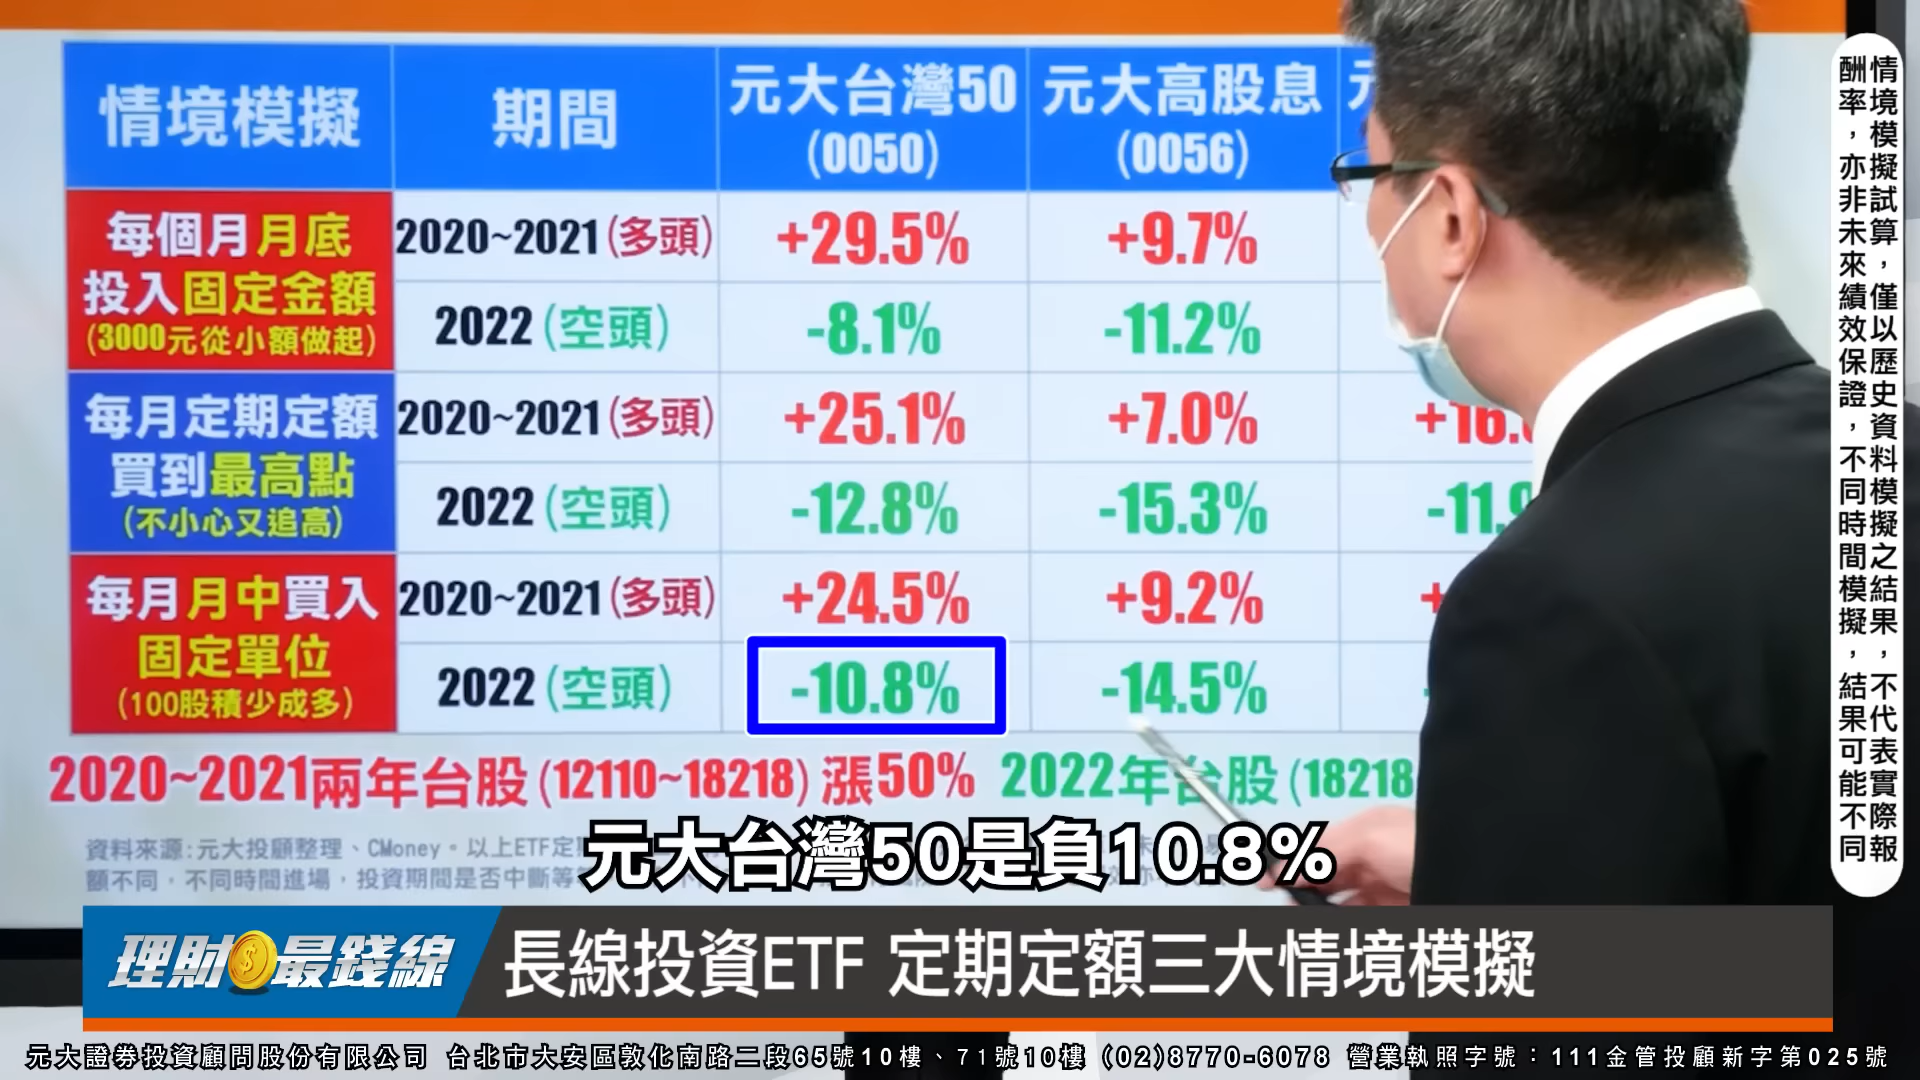 情境模擬 期間 元大台灣50 元大高股息
(0050) (0056)
每個月月底
投入固定金額
(3000元從小額做起)
2020~2021(多頭) +29.5% +9.7%
2022(空頭) -8.1% -11.2%
每月定期定額
買到最高點
(不小心又追高)
2020~2021(多頭) +25.1% +7.0%
2022(空頭) -12.8% -15.3%
每月月中買入
固定單位
(100股積少成多)
2020~2021(多頭) +24.5% +9.2%
2022(空頭) -10.8% -14.5%
2020~2021兩年台股(12110~18218)漲50% 2022年台股(18218
資料來源:元大投顧整理、CMoney。以上ETF定
額不同,不同時間進場,投資期間是否中斷等
元大台灣50是負10.8%
情境模擬試算,僅以歷史資料模擬之結果,不代表實際報
酬率,亦非未來績效保證,不同時間模擬,結果可能不同
理財最錢線
長線投資ETF 定期定額三大情境模擬
元大證券投資顧問股份有限公司 台北市大安區敦化南路二段65號10樓、71號10樓 (02)8770-6078 營業執照字號:111金管投顧新字第025號